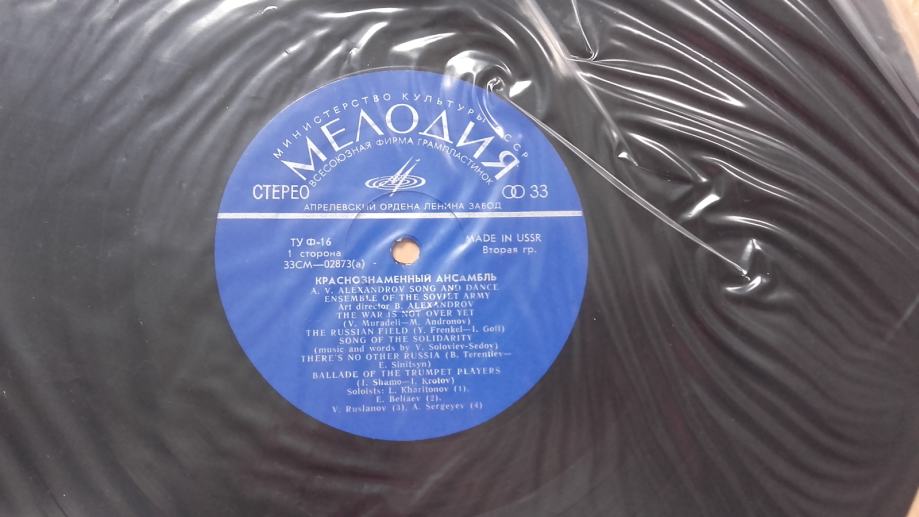 МИНИСТЕРСТВО КУЛЬТУРЫ СССР
МЕЛОДИЯ
ВСЕСОЮЗНАЯ ФИРМА ГРАМПЛАСТИНОК
СТЕРЕО 33
АПРЕЛЕВСКИЙ ОРДЕНА ЛЕНИНА ЗАВОД
ТУ Ф-16 MADE IN USSR
1 сторона Вторая гр.
33СМ—02873(а)
КРАСНОЗНАМЕННЫЙ АНСАМБЛЬ
A. V. ALEXANDROV SONG AND DANCE
ENSEMBLE OF THE SOVIET ARMY
Art director B. ALEXANDROV
THE WAR IS NOT OVER YET
(V. Muradeli—M. Andronov)
THE RUSSIAN FIELD (Y. Frenkel—I. Goff)
SONG OF THE SOLIDARITY
(music and words by V. Soloviev-Sedoy)
THERE'S NO OTHER RUSSIA (B. Terentiev—
E. Sinitsyn)
BALLADE OF THE TRUMPET PLAYERS
(I. Shamo—I. Krolov)
Soloists: L. Kharitonov (1),
E. Beliaev (2),
V. Ruslanov (3), A. Sergeyev (4)